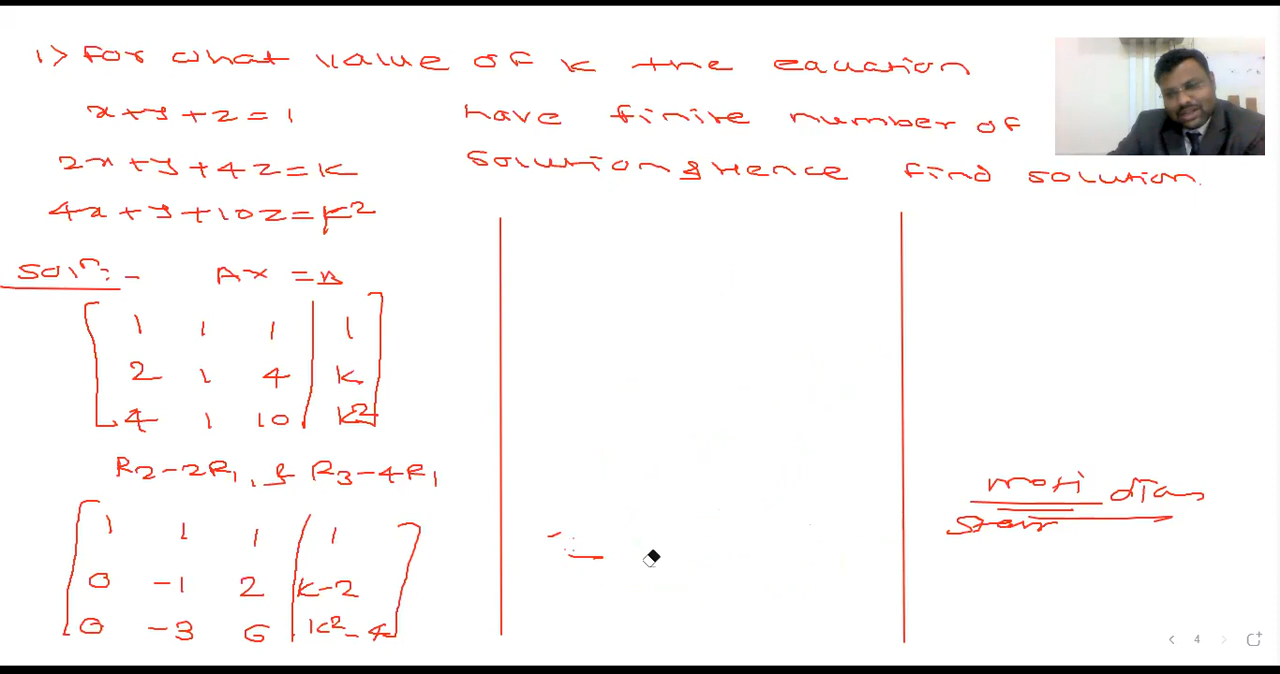 1) For what value of k the equation
x+y+z=1 have finite number of
2x+y+4z=k solution & Hence find solution.
4x+y+10z=k²
Solⁿ:- AX=B
1 1 1 | 1
2 1 4 | k
4 1 10 | k²
R2-2R1, & R3-4R1
1 1 1 | 1
0 -1 2 | k-2
0 -3 6 | k²-4
4